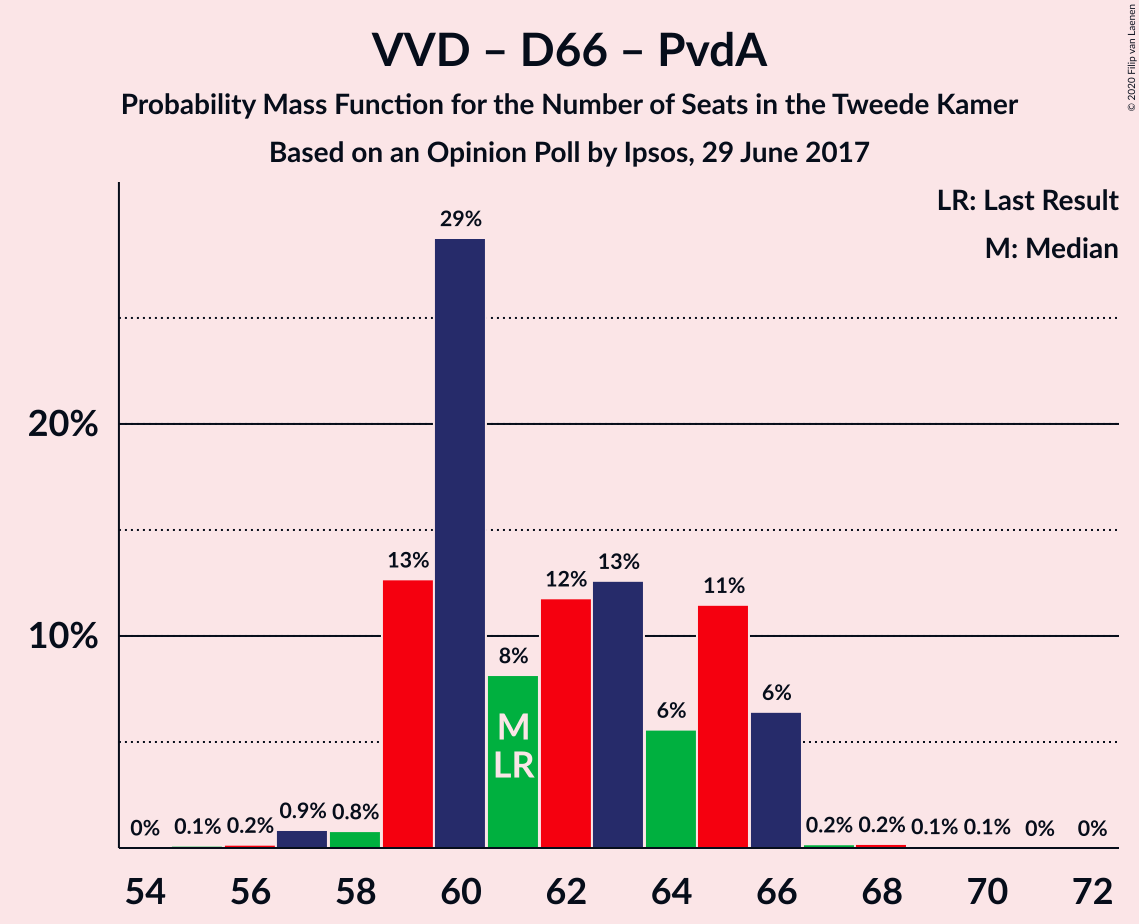 VVD – D66 – PvdA
Probability Mass Function for the Number of Seats in the Tweede Kamer
Based on an Opinion Poll by Ipsos, 29 June 2017
© 2020 Filip van Laenen
LR: Last Result
M: Median
20%
10%
0% 0.1% 0.2% 0.9% 0.8% 13% 29% 8% 12% 13% 6% 11% 6% 0.2% 0.2% 0.1% 0.1% 0% 0%
M
LR
54 56 58 60 62 64 66 68 70 72